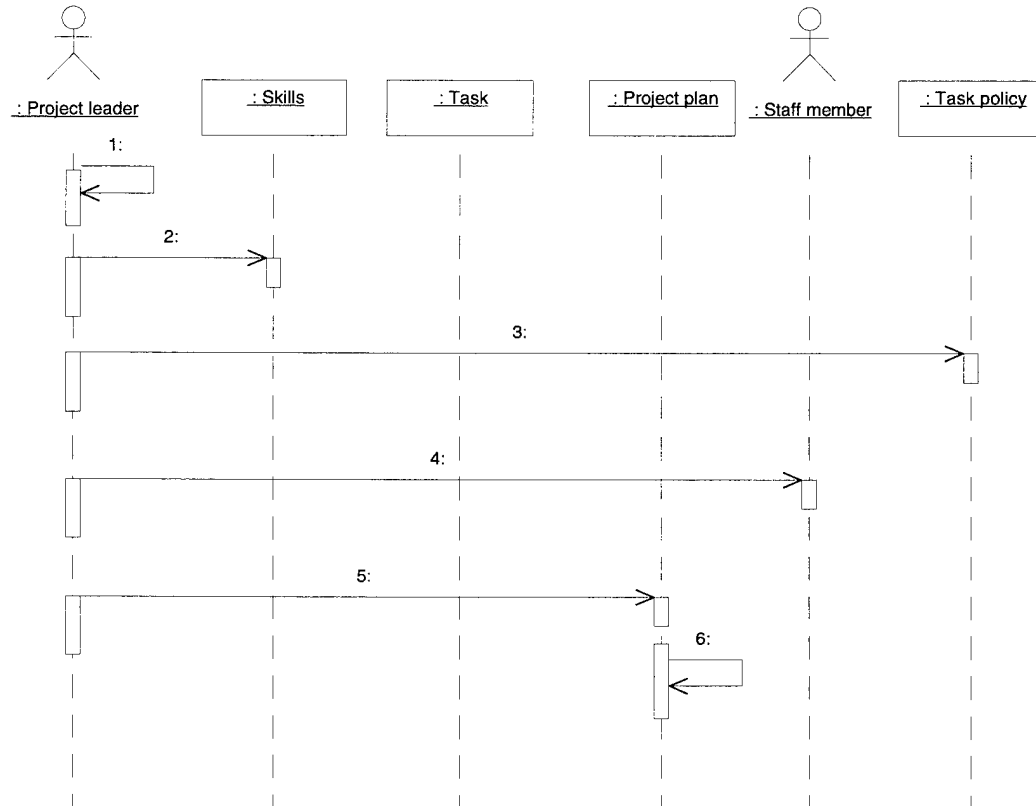 : Project leader
: Skills
: Task
: Project plan
: Staff member
: Task policy
1:
2:
3:
4:
5:
6: